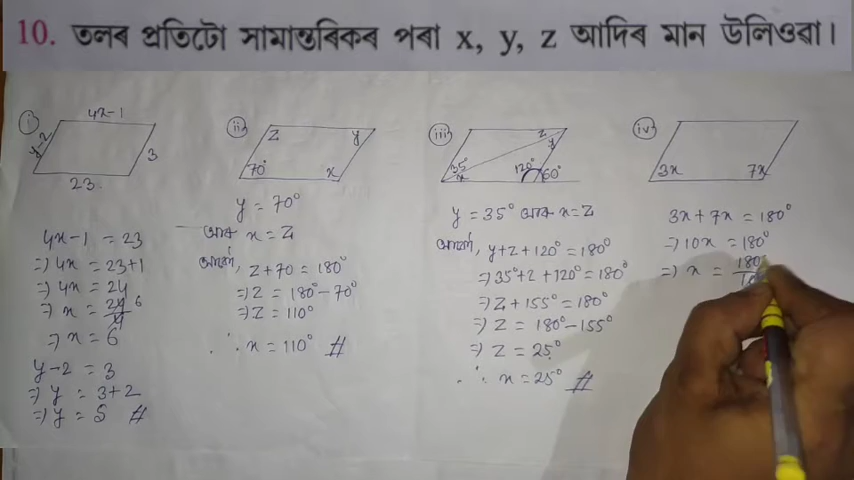 10. তলৰ প্ৰতিটো সামান্তৰিকৰ পৰা x, y, z আদিৰ মান উলিওৱা।
i
4x-1
y-2
3
23
4x-1 = 23
⇒ 4x = 23+1
⇒ 4x = 24
⇒ x = 24/4 6
⇒ x = 6
y-2 = 3
⇒ y = 3+2
⇒ y = 5 #
ii
z y
70° x
y = 70°
আৰু x = z
আকৌ, z+70 = 180°
⇒ z = 180°-70°
⇒ z = 110°
∴ x = 110° #
iii
z
y
35°
x
120° 60°
y = 35° আৰু x = z
আকৌ, y+z+120° = 180°
⇒ 35°+z+120° = 180°
⇒ z+155° = 180°
⇒ z = 180°-155°
⇒ z = 25°
∴ x = 25° #
iv
3x 7x
3x+7x = 180°
⇒ 10x = 180°
⇒ x = 180°/10